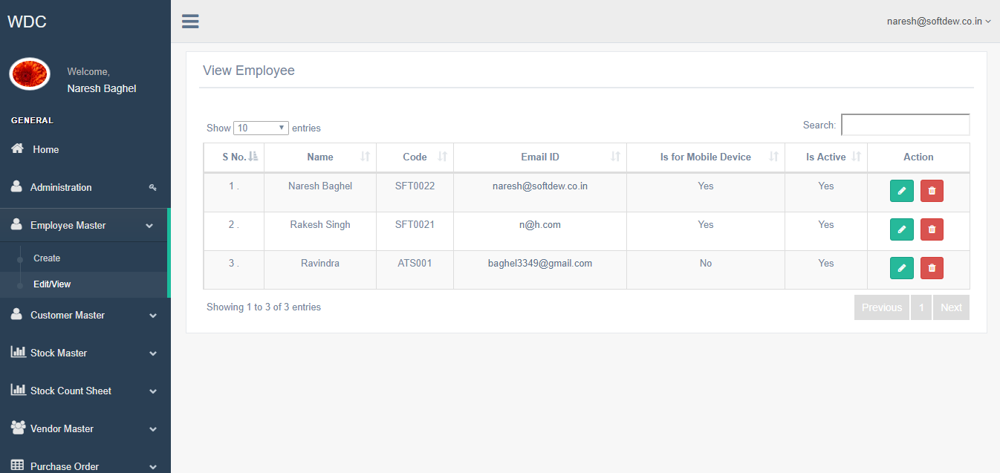 WDC
naresh@softdew.co.in
Welcome,
Naresh Baghel
GENERAL
Home
Administration
Employee Master
Create
Edit/View
Customer Master
Stock Master
Stock Count Sheet
Vendor Master
Purchase Order
View Employee
Show 10 entries
Search:
S No. Name Code Email ID Is for Mobile Device Is Active Action
1 . Naresh Baghel SFT0022 naresh@softdew.co.in Yes Yes
2 . Rakesh Singh SFT0021 n@h.com Yes Yes
3 . Ravindra ATS001 baghel3349@gmail.com No Yes
Showing 1 to 3 of 3 entries
Previous 1 Next